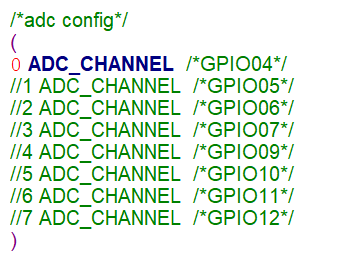 /*adc config*/
(
0 ADC_CHANNEL /*GPIO04*/
//1 ADC_CHANNEL /*GPIO05*/
//2 ADC_CHANNEL /*GPIO06*/
//3 ADC_CHANNEL /*GPIO07*/
//4 ADC_CHANNEL /*GPIO09*/
//5 ADC_CHANNEL /*GPIO10*/
//6 ADC_CHANNEL /*GPIO11*/
//7 ADC_CHANNEL /*GPIO12*/
)